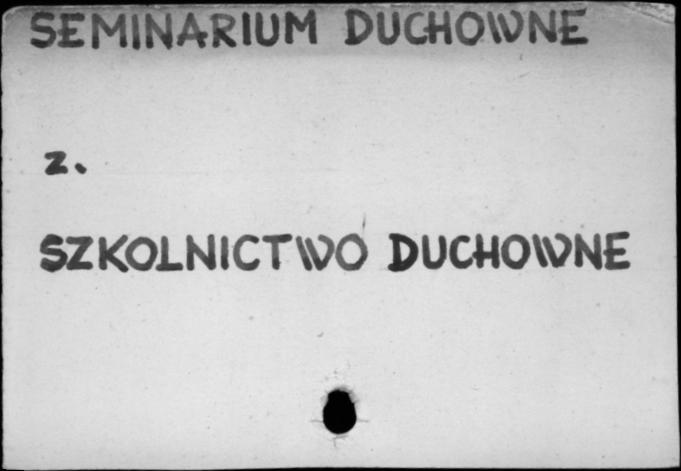 SEMINARIUM DUCHOWNE
z.
SZKOLNICTWO DUCHOWNE